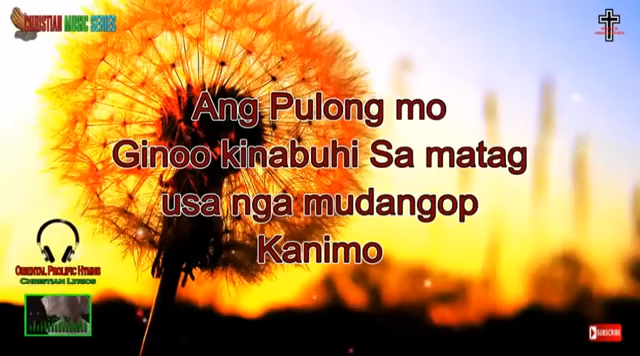 CHRISTIAN MUSIC SERIES
Ang Pulong mo
Ginoo kinabuhi Sa matag
usa nga mudangop
Kanimo
Oriental Prolific Hymns
Christian Lyrics
SUBSCRIBE